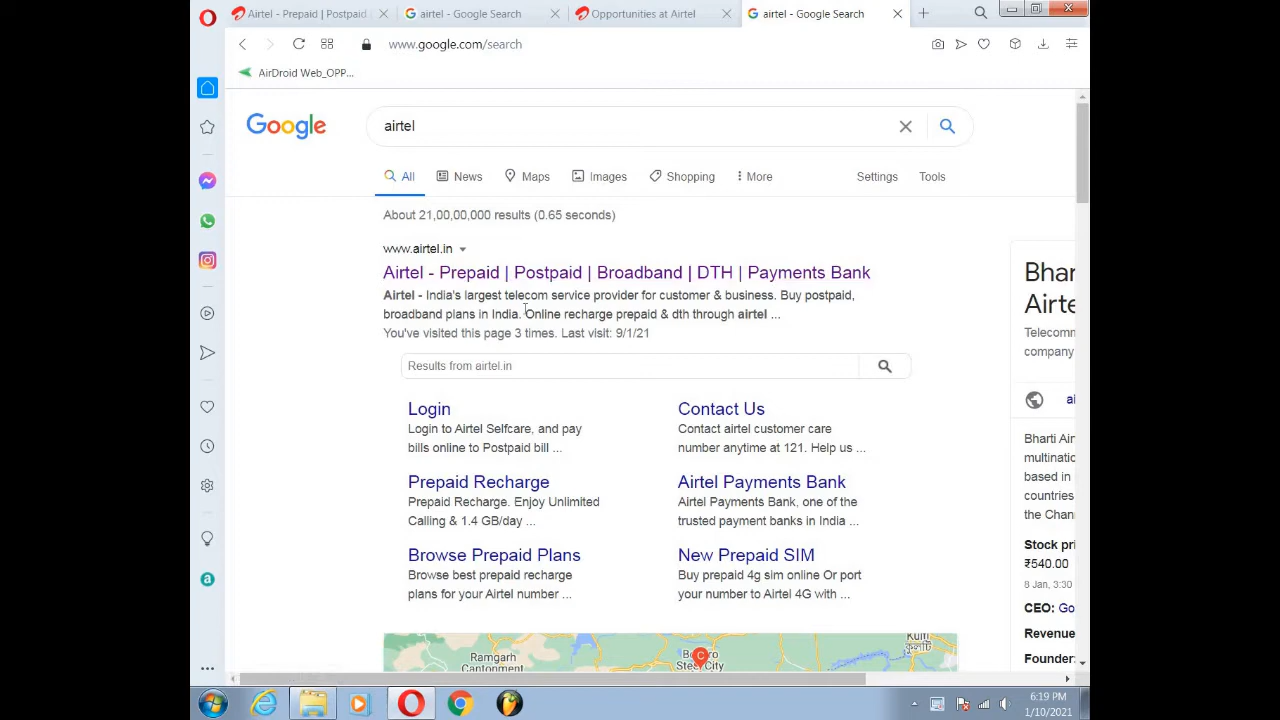 Airtel - Prepaid | Postpaid
airtel - Google Search
Opportunities at Airtel
airtel - Google Search
www.google.com/search
AirDroid Web_OPP...
Google
airtel
All
News
Maps
Images
Shopping
More
Settings
Tools
About 21,00,00,000 results (0.65 seconds)
www.airtel.in
Airtel - Prepaid | Postpaid | Broadband | DTH | Payments Bank
Airtel - India's largest telecom service provider for customer & business. Buy postpaid,
broadband plans in India. Online recharge prepaid & dth through airtel ...
You've visited this page 3 times. Last visit: 9/1/21
Results from airtel.in
Login
Login to Airtel Selfcare, and pay
bills online to Postpaid bill ...
Contact Us
Contact airtel customer care
number anytime at 121. Help us ...
Prepaid Recharge
Prepaid Recharge. Enjoy Unlimited
Calling & 1.4 GB/day ...
Airtel Payments Bank
Airtel Payments Bank, one of the
trusted payment banks in India ...
Browse Prepaid Plans
Browse best prepaid recharge
plans for your Airtel number ...
New Prepaid SIM
Buy prepaid 4g sim online Or port
your number to Airtel 4G with ...
Ramgarh
Cantonment
Steel City
C
Bhar
Airte
Telecomm
company
ai
Bharti Air
multinatio
based in
countries
the Chan
Stock pri
₹540.00
8 Jan, 3:30
CEO: Go
Revenue
Founder
6:19 PM
1/10/2021